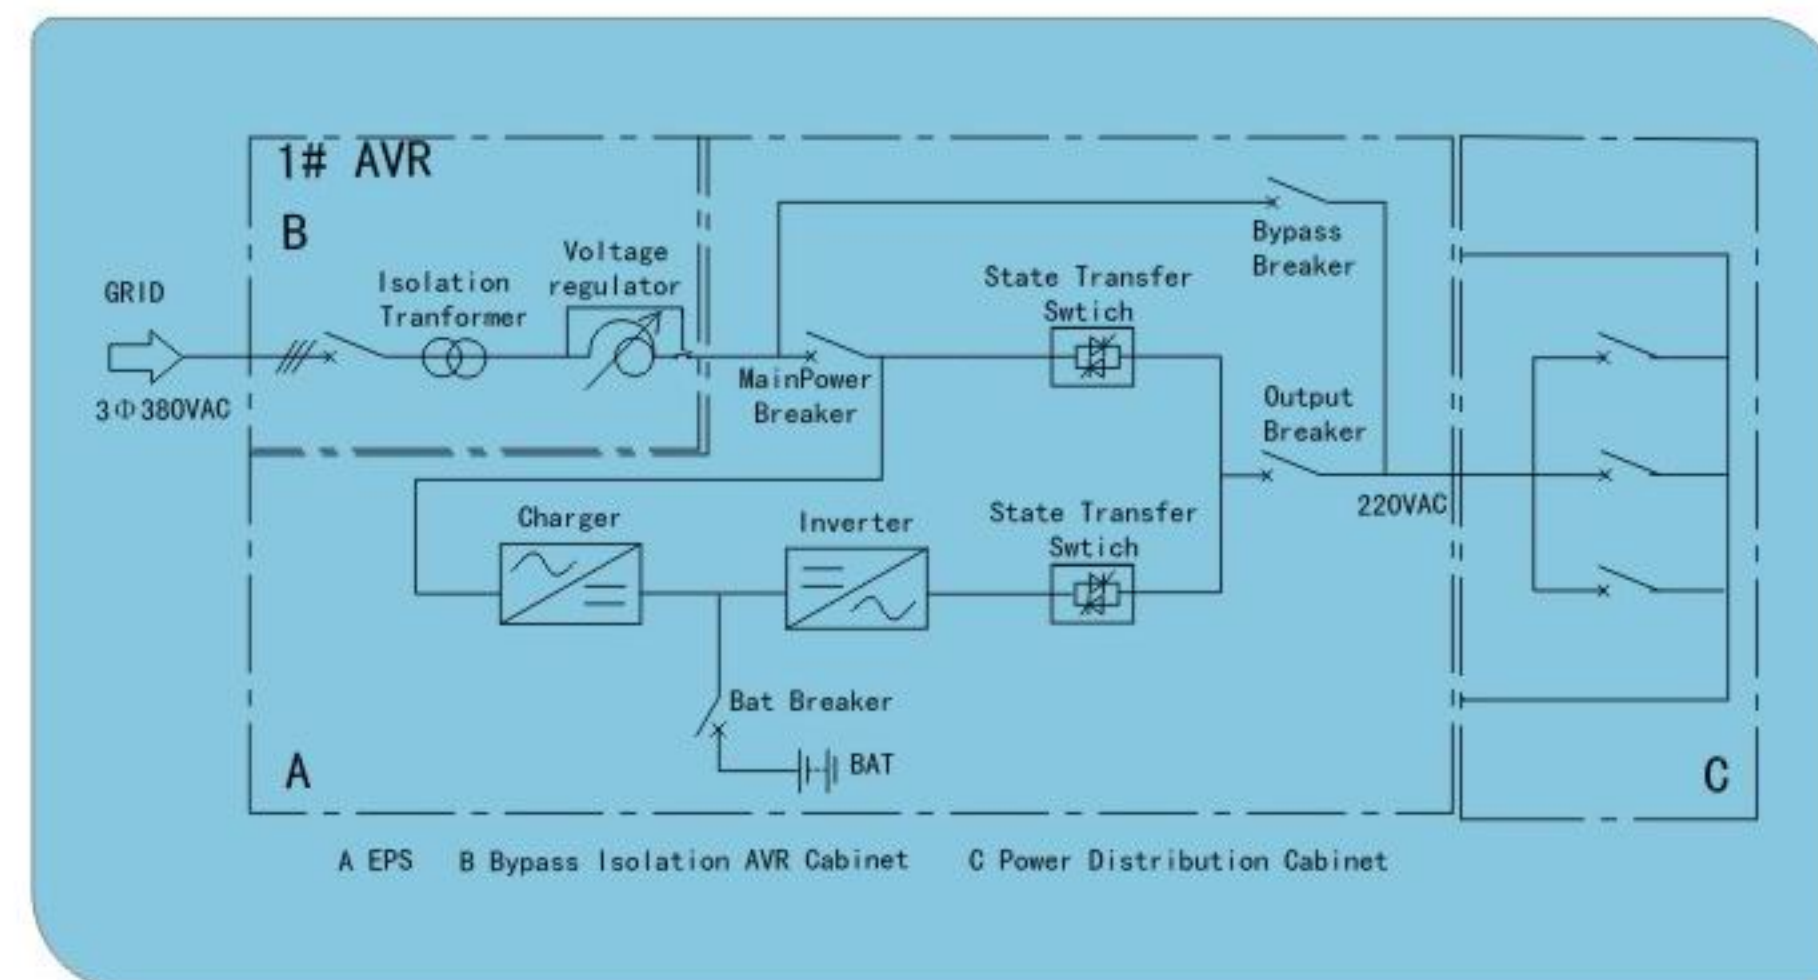 1# AVR
B
GRID
3Φ380VAC
Isolation
Tranformer
Voltage
regulator
MainPower
Breaker
State Transfer
Swtich
Bypass
Breaker
Output
Breaker
220VAC
Charger
Inverter
State Transfer
Swtich
Bat Breaker
BAT
A
C
A EPS B Bypass Isolation AVR Cabinet C Power Distribution Cabinet